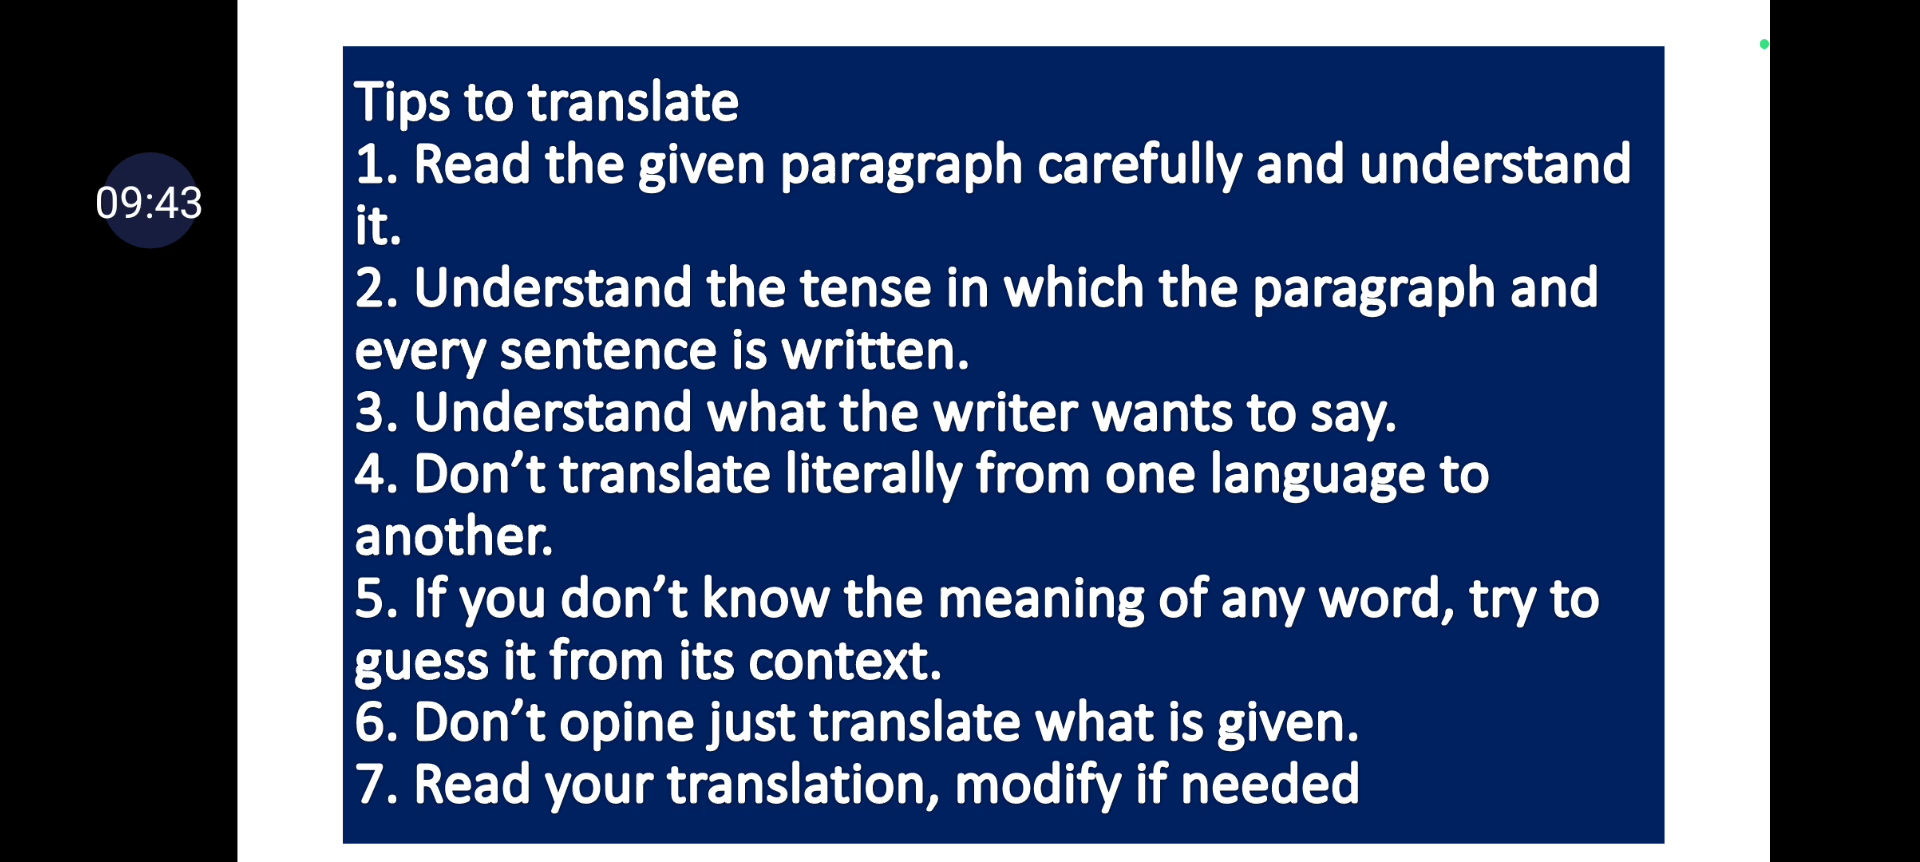 09:43
Tips to translate
1. Read the given paragraph carefully and understand
it.
2. Understand the tense in which the paragraph and
every sentence is written.
3. Understand what the writer wants to say.
4. Don’t translate literally from one language to
another.
5. If you don’t know the meaning of any word, try to
guess it from its context.
6. Don’t opine just translate what is given.
7. Read your translation, modify if needed